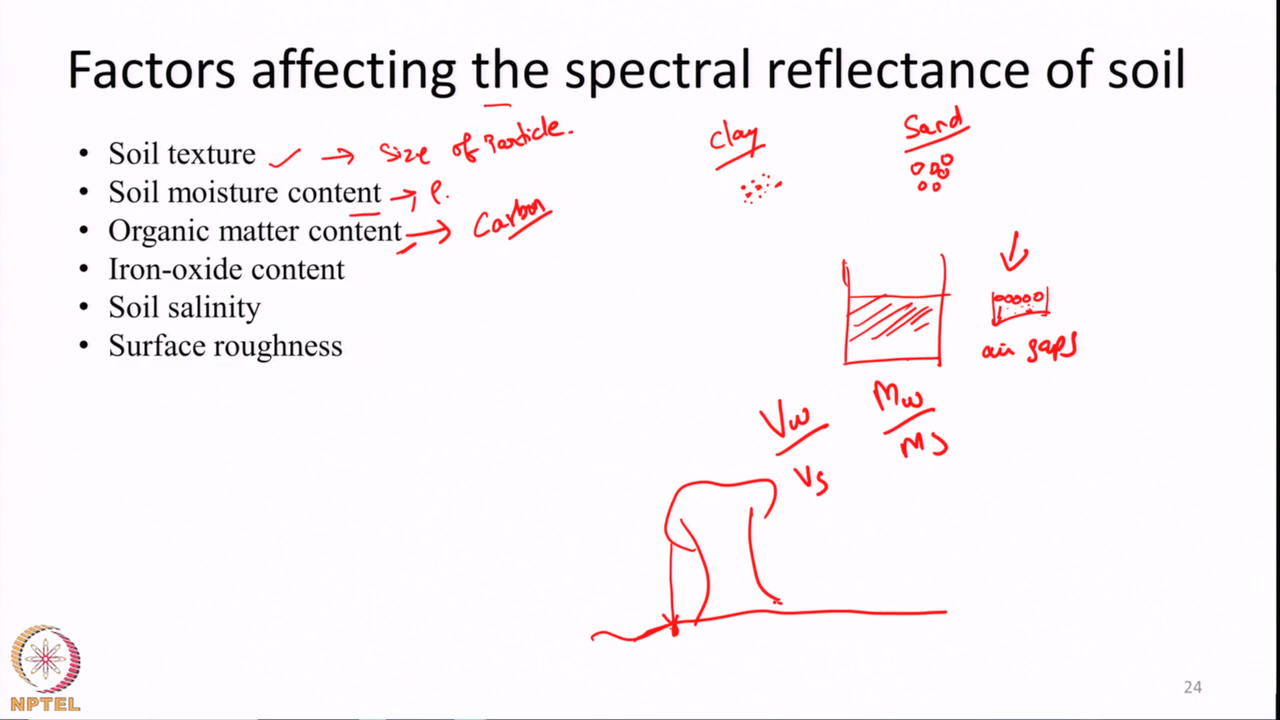 Factors affecting the spectral reflectance of soil
• Soil texture → Size of Particle.
• Soil moisture content →
• Organic matter content → Carbon
• Iron-oxide content
• Soil salinity
• Surface roughness
Clay
Sand
air gaps
Vw
Vs
Mw
Ms
NPTEL
24